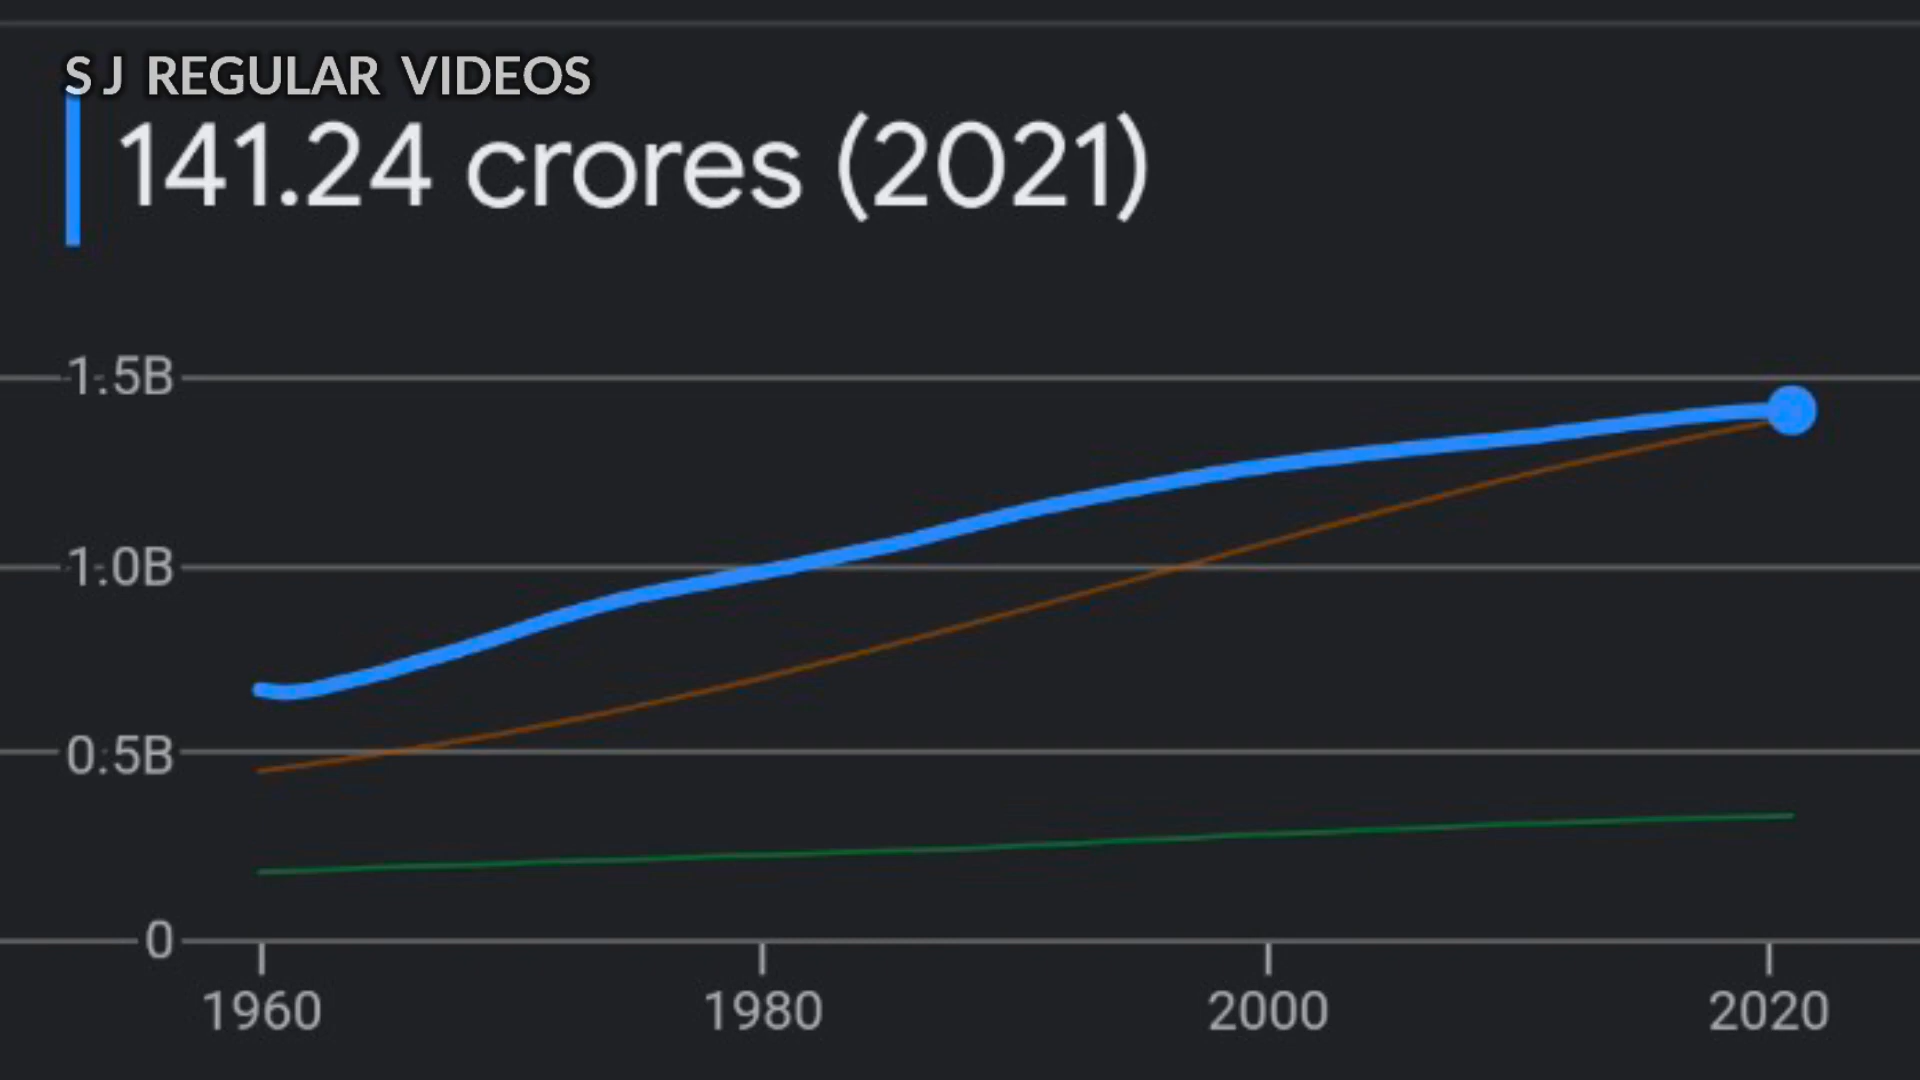 S J REGULAR VIDEOS
141.24 crores (2021)
1.5B
1.0B
0.5B
0
1960 1980 2000 2020